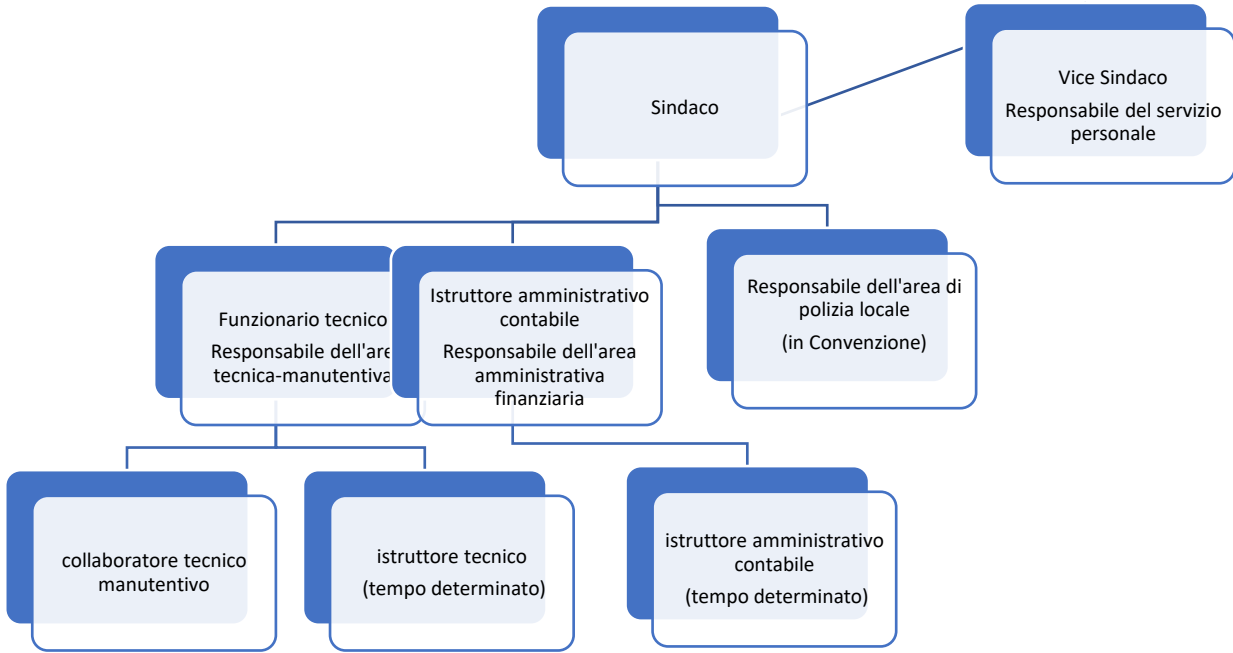 Sindaco
Vice Sindaco
Responsabile del servizio
personale
Funzionario tecnico
Responsabile dell'are
tecnica-manutentiva
Istruttore amministrativo
contabile
Responsabile dell'area
amministrativa
finanziaria
Responsabile dell'area di
polizia locale
(in Convenzione)
collaboratore tecnico
manutentivo
istruttore tecnico
(tempo determinato)
istruttore amministrativo
contabile
(tempo determinato)